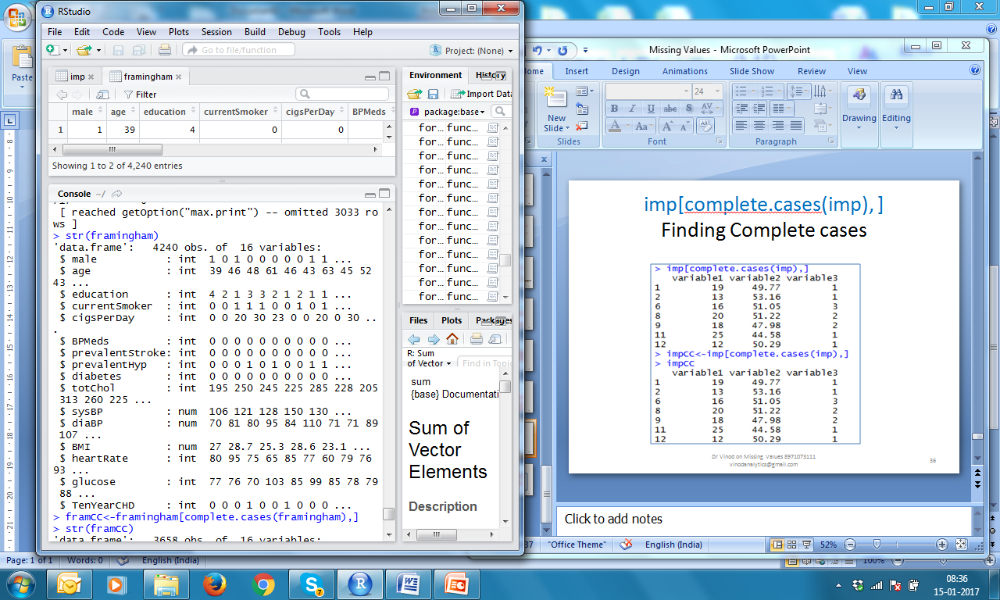 RStudio
File Edit Code View Plots Session Build Debug Tools Help
Go to file/function
Project: (None)
imp
framingham
Filter
male age education currentSmoker cigsPerDay BPMeds
1 1 39 4 0 0
Showing 1 to 2 of 4,240 entries
Console ~/
[ reached getOption("max.print") -- omitted 3033 ro
ws ]
> str(framingham)
'data.frame': 4240 obs. of 16 variables:
$ male : int 1 0 1 0 0 0 0 0 1 1 ...
$ age : int 39 46 48 61 46 43 63 45 52
43 ...
$ education : int 4 2 1 3 3 2 1 2 1 1 ...
$ currentSmoker : int 0 0 1 1 1 0 0 1 0 1 ...
$ cigsPerDay : int 0 0 20 30 23 0 0 20 0 30 ..
.
$ BPMeds : int 0 0 0 0 0 0 0 0 0 0 ...
$ prevalentStroke: int 0 0 0 0 0 0 0 0 0 0 ...
$ prevalentHyp : int 0 0 0 1 0 1 0 0 1 1 ...
$ diabetes : int 0 0 0 0 0 0 0 0 0 0 ...
$ totChol : int 195 250 245 225 285 228 205
313 260 225 ...
$ sysBP : num 106 121 128 150 130 ...
$ diaBP : num 70 81 80 95 84 110 71 71 89
107 ...
$ BMI : num 27 28.7 25.3 28.6 23.1 ...
$ heartRate : int 80 95 75 65 85 77 60 79 76
93 ...
$ glucose : int 77 76 70 103 85 99 85 78 79
88 ...
$ TenYearCHD : int 0 0 0 1 0 0 1 0 0 0 ...
> framCC<-framingham[complete.cases(framingham),]
> str(framCC)
'data.frame': 3658 obs. of 16 variables:
Environment History
Import Data
package:base
for... func...
for... func...
for... func...
for... func...
for... func...
for... func...
for... func...
for... func...
for... func...
for... func...
for... func...
for... func...
for... func...
Files Plots Packages
R: Sum
of Vector
Find in Topic
sum
{base} Documentati
Sum of
Vector
Elements
Description
Missing Values - Microsoft PowerPoint
ome Insert Design Animations Slide Show Review View
Paste
New
Slide
Slides
24
Font
Paragraph
Drawing
Editing
imp[complete.cases(imp), ]
Finding Complete cases
> imp[complete.cases(imp),]
variable1 variable2 variable3
1 19 49.77 1
2 13 53.16 1
6 16 51.05 3
8 20 51.22 2
9 18 47.98 2
11 25 44.58 1
12 12 50.29 1
> impCC<-imp[complete.cases(imp),]
> impCC
variable1 variable2 variable3
1 19 49.77 1
2 13 53.16 1
6 16 51.05 3
8 20 51.22 2
9 18 47.98 2
11 25 44.58 1
12 12 50.29 1
Dr Vinod on Missing Values 8971073111
vinodanalytics@gmail.com
36
Click to add notes
37 "Office Theme" English (India) 52%
Page: 1 of 1 Words: 0 English (India) 100%
08:36
15-01-2017